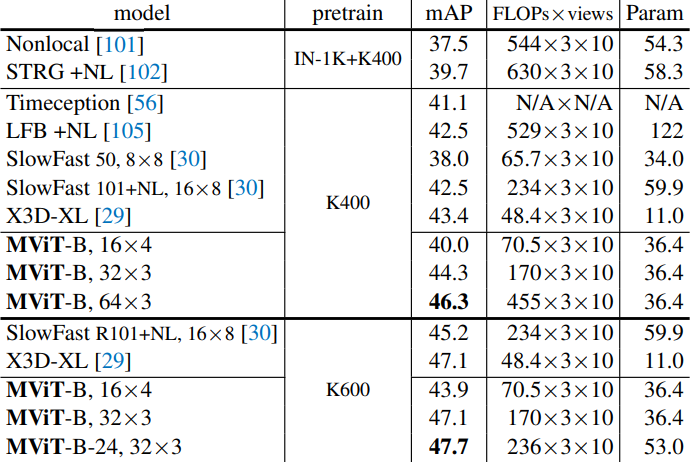 model pretrain mAP FLOPs×views Param
Nonlocal [101] 37.5 544×3×10 54.3
IN-1K+K400
STRG +NL [102] 39.7 630×3×10 58.3
Timeception [56] 41.1 N/A×N/A N/A
LFB +NL [105] 42.5 529×3×10 122
SlowFast 50, 8×8 [30] 38.0 65.7×3×10 34.0
SlowFast 101+NL, 16×8 [30] 42.5 234×3×10 59.9
K400
X3D-XL [29] 43.4 48.4×3×10 11.0
MViT-B, 16×4 40.0 70.5×3×10 36.4
MViT-B, 32×3 44.3 170×3×10 36.4
MViT-B, 64×3 46.3 455×3×10 36.4
SlowFast R101+NL, 16×8 [30] 45.2 234×3×10 59.9
X3D-XL [29] 47.1 48.4×3×10 11.0
MViT-B, 16×4 K600 43.9 70.5×3×10 36.4
MViT-B, 32×3 47.1 170×3×10 36.4
MViT-B-24, 32×3 47.7 236×3×10 53.0